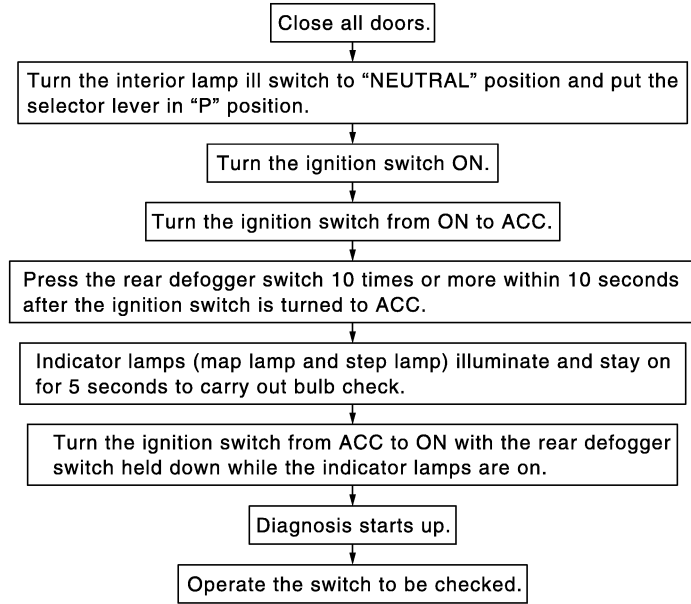 Close all doors.
Turn the interior lamp ill switch to “NEUTRAL” position and put the
selector lever in “P” position.
Turn the ignition switch ON.
Turn the ignition switch from ON to ACC.
Press the rear defogger switch 10 times or more within 10 seconds
after the ignition switch is turned to ACC.
Indicator lamps (map lamp and step lamp) illuminate and stay on
for 5 seconds to carry out bulb check.
Turn the ignition switch from ACC to ON with the rear defogger
switch held down while the indicator lamps are on.
Diagnosis starts up.
Operate the switch to be checked.